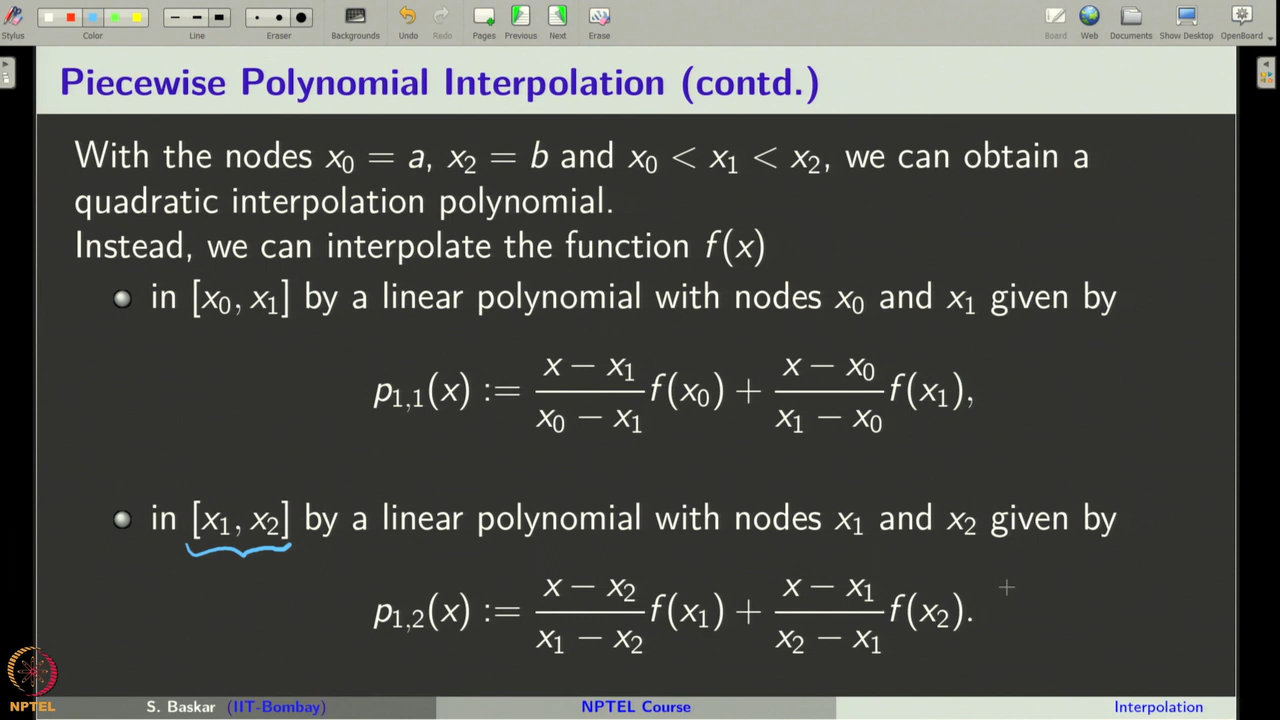 Stylus Color Line Eraser Backgrounds Undo Redo Pages Previous Next Erase Board Web Documents Show Desktop OpenBoard
Piecewise Polynomial Interpolation (contd.)
With the nodes x₀ = a, x₂ = b and x₀ < x₁ < x₂, we can obtain a
quadratic interpolation polynomial.
Instead, we can interpolate the function f(x)
in [x₀, x₁] by a linear polynomial with nodes x₀ and x₁ given by
p₁,₁(x) := (x − x₁)/(x₀ − x₁) f(x₀) + (x − x₀)/(x₁ − x₀) f(x₁),
in [x₁, x₂] by a linear polynomial with nodes x₁ and x₂ given by
p₁,₂(x) := (x − x₂)/(x₁ − x₂) f(x₁) + (x − x₁)/(x₂ − x₁) f(x₂).
NPTEL
S. Baskar (IIT-Bombay) NPTEL Course Interpolation